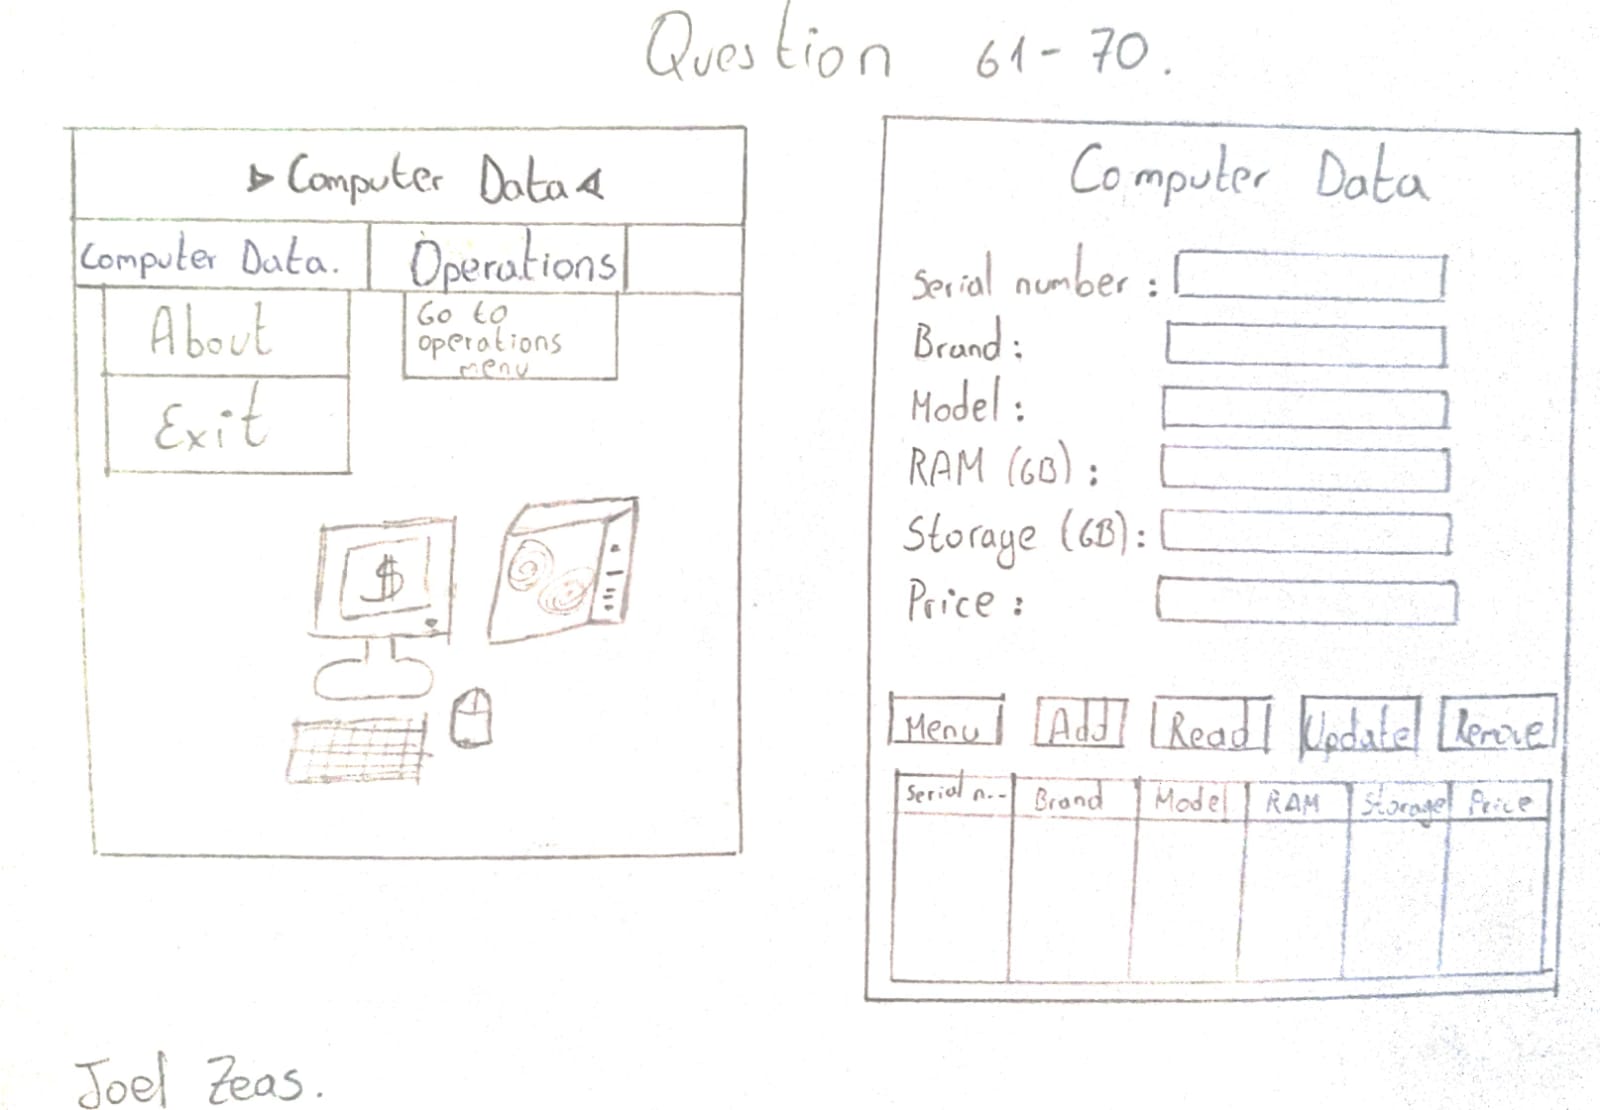 Question 61-70.
Computer Data
Computer Data. Operations
About
Exit
Go to
operations
menu
$
Computer Data
Serial number:
Brand:
Model:
RAM (GB):
Storage (GB):
Price:
Menu Add Read Update Remove
Serial n... Brand Model RAM Storage Price
Joel Zeas.